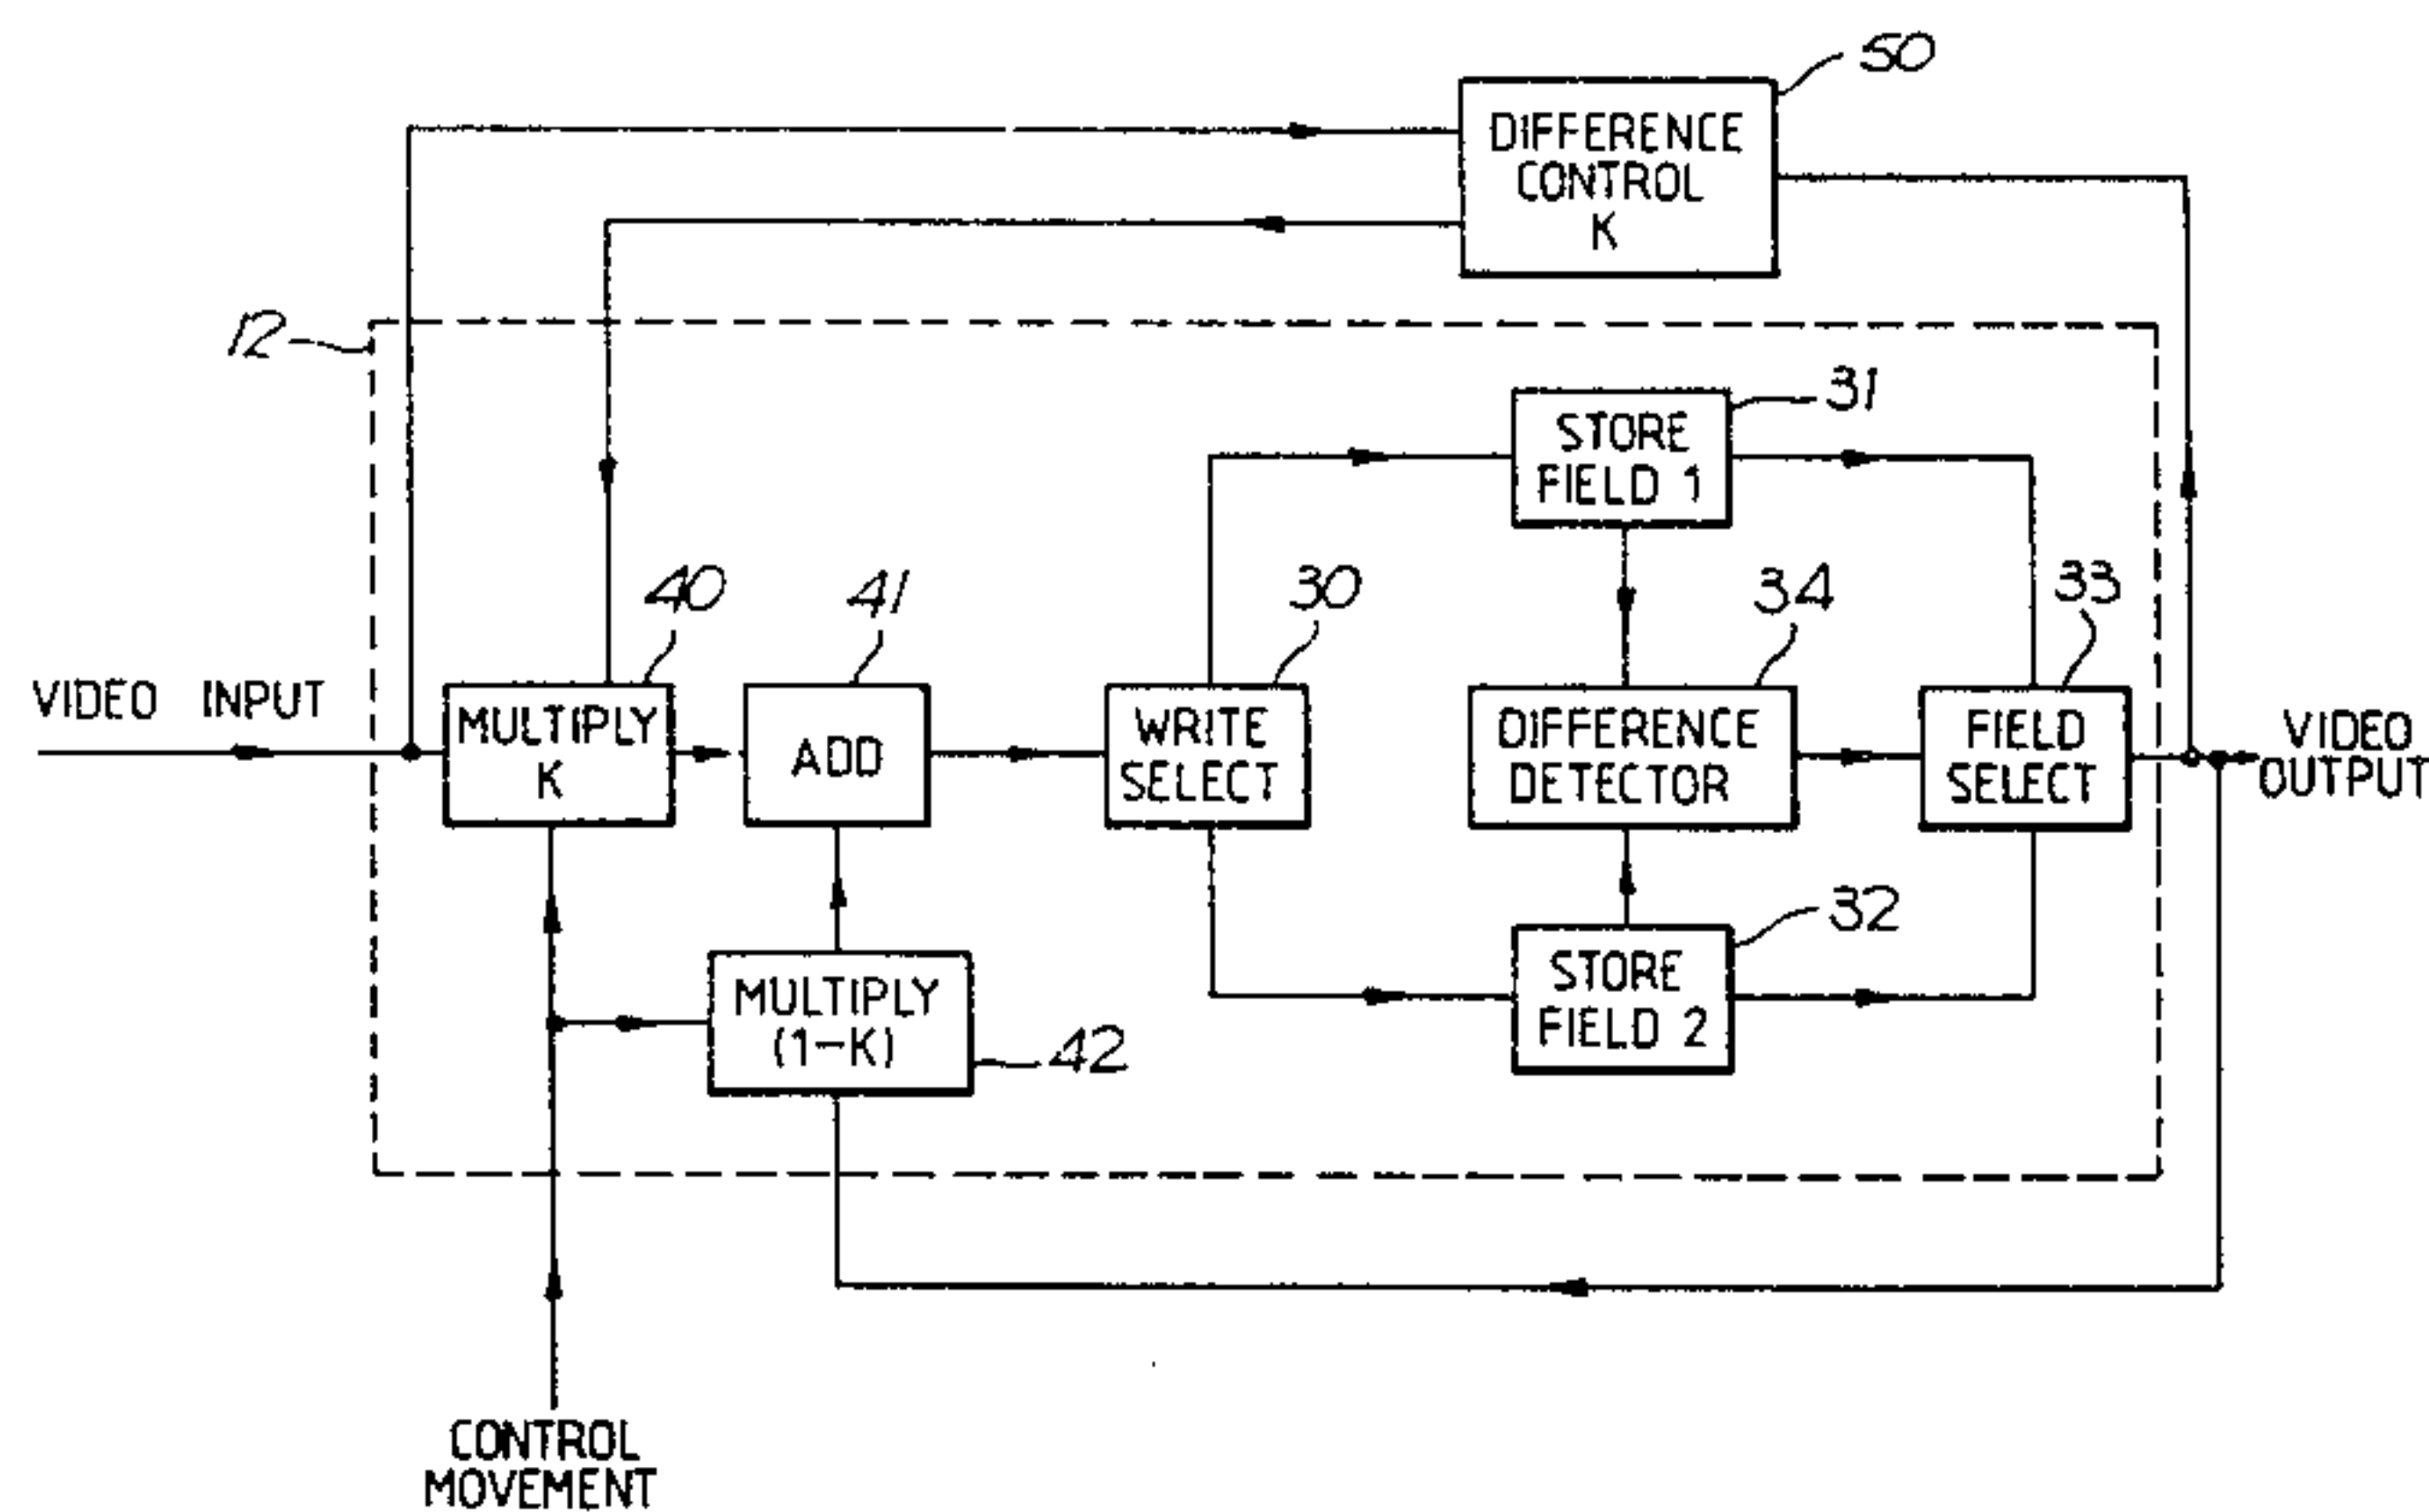 50
DIFFERENCE
CONTROL
K
12
31
STORE
FIELD 1
40
41
30
34
33
VIDEO INPUT
MULTIPLY
K
ADD
WRITE
SELECT
DIFFERENCE
DETECTOR
FIELD
SELECT
VIDEO
OUTPUT
32
STORE
FIELD 2
MULTIPLY
(1-K)
42
CONTROL
MOVEMENT